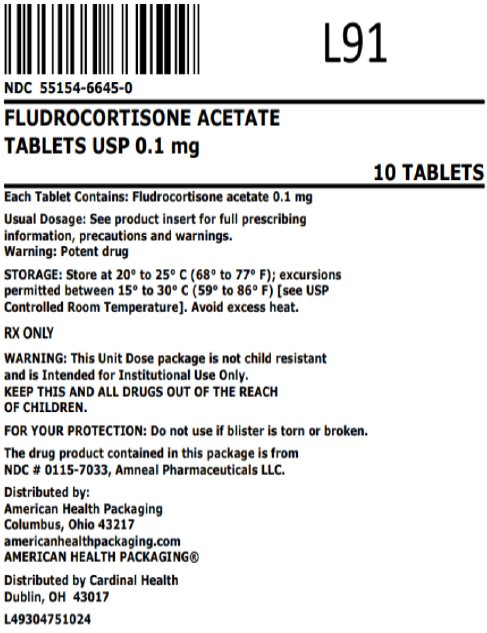 L91
NDC 55154-6645-0
FLUDROCORTISONE ACETATE
TABLETS USP 0.1 mg
10 TABLETS
Each Tablet Contains: Fludrocortisone acetate 0.1 mg
Usual Dosage: See product insert for full prescribing
information, precautions and warnings.
Warning: Potent drug
STORAGE: Store at 20° to 25° C (68° to 77° F); excursions
permitted between 15° to 30° C (59° to 86° F) [see USP
Controlled Room Temperature]. Avoid excess heat.
RX ONLY
WARNING: This Unit Dose package is not child resistant
and is Intended for Institutional Use Only.
KEEP THIS AND ALL DRUGS OUT OF THE REACH
OF CHILDREN.
FOR YOUR PROTECTION: Do not use if blister is torn or broken.
The drug product contained in this package is from
NDC # 0115-7033, Amneal Pharmaceuticals LLC.
Distributed by:
American Health Packaging
Columbus, Ohio 43217
americanhealthpackaging.com
AMERICAN HEALTH PACKAGING®
Distributed by Cardinal Health
Dublin, OH 43017
L49304751024